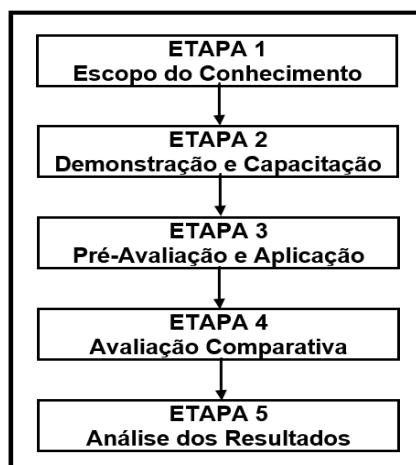 ETAPA 1
Escopo do Conhecimento
ETAPA 2
Demonstração e Capacitação
ETAPA 3
Pré-Avaliação e Aplicação
ETAPA 4
Avaliação Comparativa
ETAPA 5
Análise dos Resultados